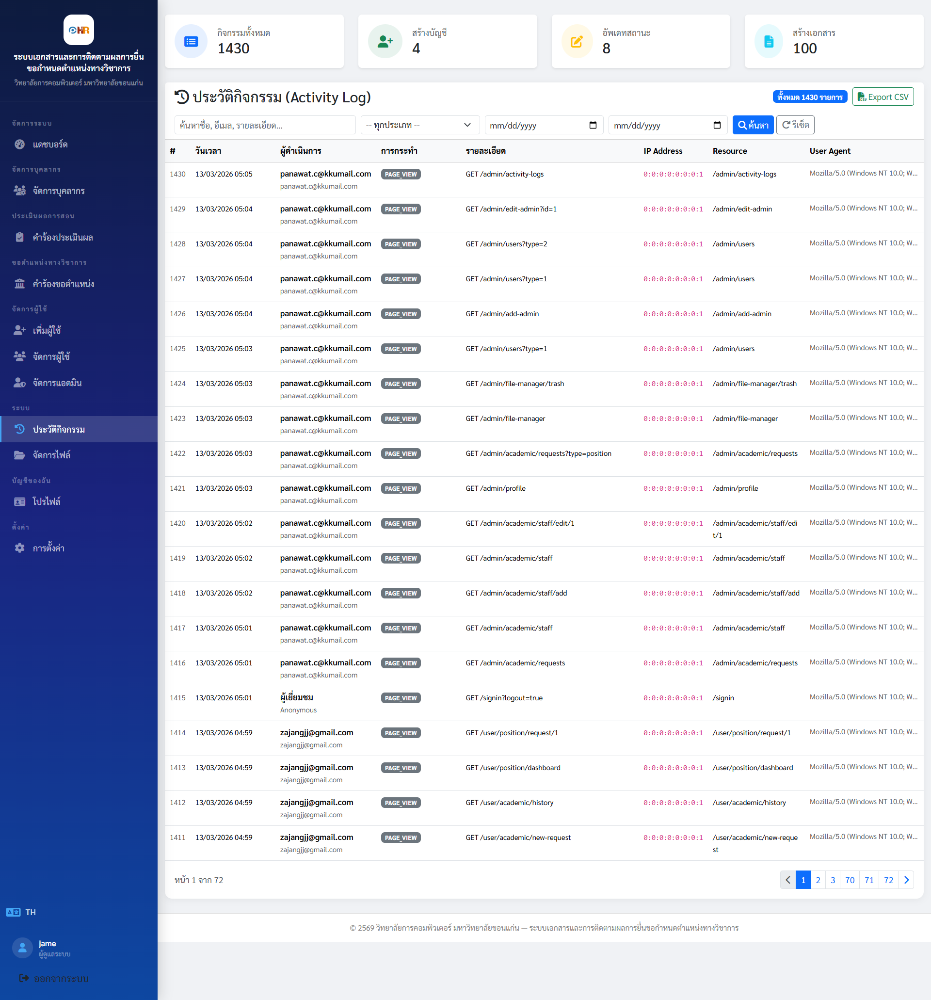 CHR
ระบบเอกสารและการติดตามผลการยื่น
ขอกำหนดตำแหน่งทางวิชาการ
วิทยาลัยการคอมพิวเตอร์ มหาวิทยาลัยขอนแก่น
จัดการระบบ
แดชบอร์ด
จัดการบุคลากร
จัดการบุคลากร
ประเมินผลการสอน
คำร้องประเมินผล
ขอตำแหน่งทางวิชาการ
คำร้องขอตำแหน่ง
จัดการผู้ใช้
เพิ่มผู้ใช้
จัดการผู้ใช้
จัดการแอดมิน
ระบบ
ประวัติกิจกรรม
จัดการไฟล์
บัญชีของฉัน
โปรไฟล์
ตั้งค่า
การตั้งค่า
TH
jame
ผู้ดูแลระบบ
ออกจากระบบ
กิจกรรมทั้งหมด
1430
สร้างบัญชี
4
อัพเดทสถานะ
8
สร้างเอกสาร
100
ประวัติกิจกรรม (Activity Log)
ทั้งหมด 1430 รายการ
Export CSV
ค้นหาชื่อ, อีเมล, รายละเอียด... -- ทุกประเภท -- mm/dd/yyyy mm/dd/yyyy ค้นหา รีเซ็ต
# วันเวลา ผู้ดำเนินการ การกระทำ รายละเอียด IP Address Resource User Agent
1430 13/03/2026 05:05 panawat.c@kkumail.com PAGE_VIEW GET /admin/activity-logs 0:0:0:0:0:0:0:1 /admin/activity-logs Mozilla/5.0 (Windows NT 10.0; W...
panawat.c@kkumail.com
1429 13/03/2026 05:04 panawat.c@kkumail.com PAGE_VIEW GET /admin/edit-admin?id=1 0:0:0:0:0:0:0:1 /admin/edit-admin Mozilla/5.0 (Windows NT 10.0; W...
panawat.c@kkumail.com
1428 13/03/2026 05:04 panawat.c@kkumail.com PAGE_VIEW GET /admin/users?type=2 0:0:0:0:0:0:0:1 /admin/users Mozilla/5.0 (Windows NT 10.0; W...
panawat.c@kkumail.com
1427 13/03/2026 05:04 panawat.c@kkumail.com PAGE_VIEW GET /admin/users?type=1 0:0:0:0:0:0:0:1 /admin/users Mozilla/5.0 (Windows NT 10.0; W...
panawat.c@kkumail.com
1426 13/03/2026 05:04 panawat.c@kkumail.com PAGE_VIEW GET /admin/add-admin 0:0:0:0:0:0:0:1 /admin/add-admin Mozilla/5.0 (Windows NT 10.0; W...
panawat.c@kkumail.com
1425 13/03/2026 05:03 panawat.c@kkumail.com PAGE_VIEW GET /admin/users?type=1 0:0:0:0:0:0:0:1 /admin/users Mozilla/5.0 (Windows NT 10.0; W...
panawat.c@kkumail.com
1424 13/03/2026 05:03 panawat.c@kkumail.com PAGE_VIEW GET /admin/file-manager/trash 0:0:0:0:0:0:0:1 /admin/file-manager/trash Mozilla/5.0 (Windows NT 10.0; W...
panawat.c@kkumail.com
1423 13/03/2026 05:03 panawat.c@kkumail.com PAGE_VIEW GET /admin/file-manager 0:0:0:0:0:0:0:1 /admin/file-manager Mozilla/5.0 (Windows NT 10.0; W...
panawat.c@kkumail.com
1422 13/03/2026 05:03 panawat.c@kkumail.com PAGE_VIEW GET /admin/academic/requests?type=position 0:0:0:0:0:0:0:1 /admin/academic/requests Mozilla/5.0 (Windows NT 10.0; W...
panawat.c@kkumail.com
1421 13/03/2026 05:03 panawat.c@kkumail.com PAGE_VIEW GET /admin/profile 0:0:0:0:0:0:0:1 /admin/profile Mozilla/5.0 (Windows NT 10.0; W...
panawat.c@kkumail.com
1420 13/03/2026 05:02 panawat.c@kkumail.com PAGE_VIEW GET /admin/academic/staff/edit/1 0:0:0:0:0:0:0:1 /admin/academic/staff/edi Mozilla/5.0 (Windows NT 10.0; W...
panawat.c@kkumail.com t/1
1419 13/03/2026 05:02 panawat.c@kkumail.com PAGE_VIEW GET /admin/academic/staff 0:0:0:0:0:0:0:1 /admin/academic/staff Mozilla/5.0 (Windows NT 10.0; W...
panawat.c@kkumail.com
1418 13/03/2026 05:02 panawat.c@kkumail.com PAGE_VIEW GET /admin/academic/staff/add 0:0:0:0:0:0:0:1 /admin/academic/staff/add Mozilla/5.0 (Windows NT 10.0; W...
panawat.c@kkumail.com
1417 13/03/2026 05:01 panawat.c@kkumail.com PAGE_VIEW GET /admin/academic/staff 0:0:0:0:0:0:0:1 /admin/academic/staff Mozilla/5.0 (Windows NT 10.0; W...
panawat.c@kkumail.com
1416 13/03/2026 05:01 panawat.c@kkumail.com PAGE_VIEW GET /admin/academic/requests 0:0:0:0:0:0:0:1 /admin/academic/requests Mozilla/5.0 (Windows NT 10.0; W...
panawat.c@kkumail.com
1415 13/03/2026 05:01 ผู้เยี่ยมชม PAGE_VIEW GET /signin?logout=true 0:0:0:0:0:0:0:1 /signin Mozilla/5.0 (Windows NT 10.0; W...
Anonymous
1414 13/03/2026 04:59 zajangjj@gmail.com PAGE_VIEW GET /user/position/request/1 0:0:0:0:0:0:0:1 /user/position/request/1 Mozilla/5.0 (Windows NT 10.0; W...
zajangjj@gmail.com
1413 13/03/2026 04:59 zajangjj@gmail.com PAGE_VIEW GET /user/position/dashboard 0:0:0:0:0:0:0:1 /user/position/dashboard Mozilla/5.0 (Windows NT 10.0; W...
zajangjj@gmail.com
1412 13/03/2026 04:59 zajangjj@gmail.com PAGE_VIEW GET /user/academic/history 0:0:0:0:0:0:0:1 /user/academic/history Mozilla/5.0 (Windows NT 10.0; W...
zajangjj@gmail.com
1411 13/03/2026 04:59 zajangjj@gmail.com PAGE_VIEW GET /user/academic/new-request 0:0:0:0:0:0:0:1 /user/academic/new-reque Mozilla/5.0 (Windows NT 10.0; W...
zajangjj@gmail.com st
หน้า 1 จาก 72
1 2 3 70 71 72
© 2569 วิทยาลัยการคอมพิวเตอร์ มหาวิทยาลัยขอนแก่น — ระบบเอกสารและการติดตามผลการยื่นขอกำหนดตำแหน่งทางวิชาการ